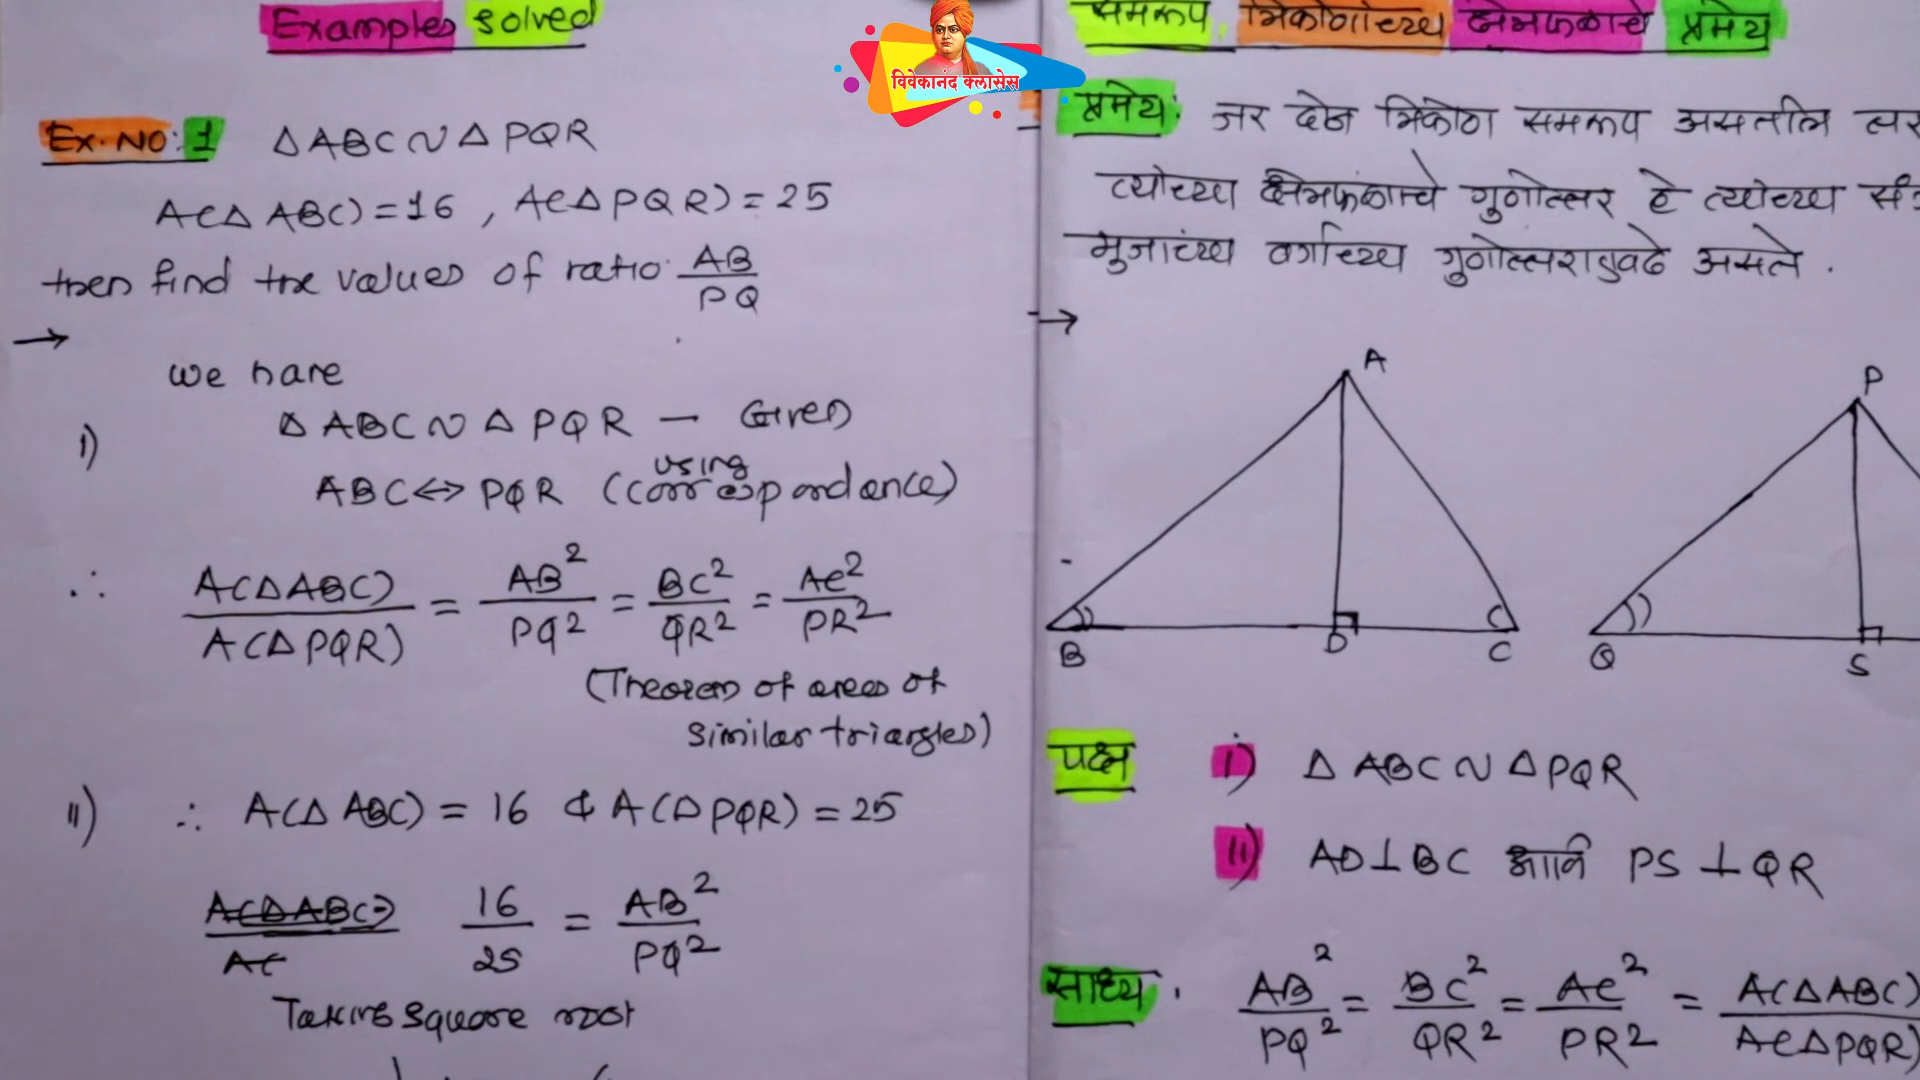 Examples solved
Ex. No: 1 △ABC ~ △PQR
A(△ABC) = 16, A(△PQR) = 25
then find the values of ratio AB/PQ
→
we have
i) △ABC ~ △PQR — Given
ABC ↔ PQR (using correspondence)
∴ A(△ABC)/A(△PQR) = AB²/PQ² = BC²/QR² = AC²/PR²
(Theorem of areas of
similar triangles)
ii) ∴ A(△ABC) = 16 & A(△PQR) = 25
16/25 = AB²/PQ²
Taking square root
विवेकानंद क्लासेस
समरूप त्रिकोणांच्या क्षेत्रफळाचे प्रमेय
प्रमेय: जर दोन त्रिकोण समरूप असतील तर
त्यांच्या क्षेत्रफळाचे गुणोत्तर हे त्यांच्या
भुजांच्या वर्गाच्या गुणोत्तराएवढे असते.
→
A
P
B D C
Q S
पक्ष i) △ABC ~ △PQR
ii) AD⊥BC आणि PS⊥QR
साध्य. AB²/PQ² = BC²/QR² = AC²/PR² = A(△ABC)/A(△PQR)